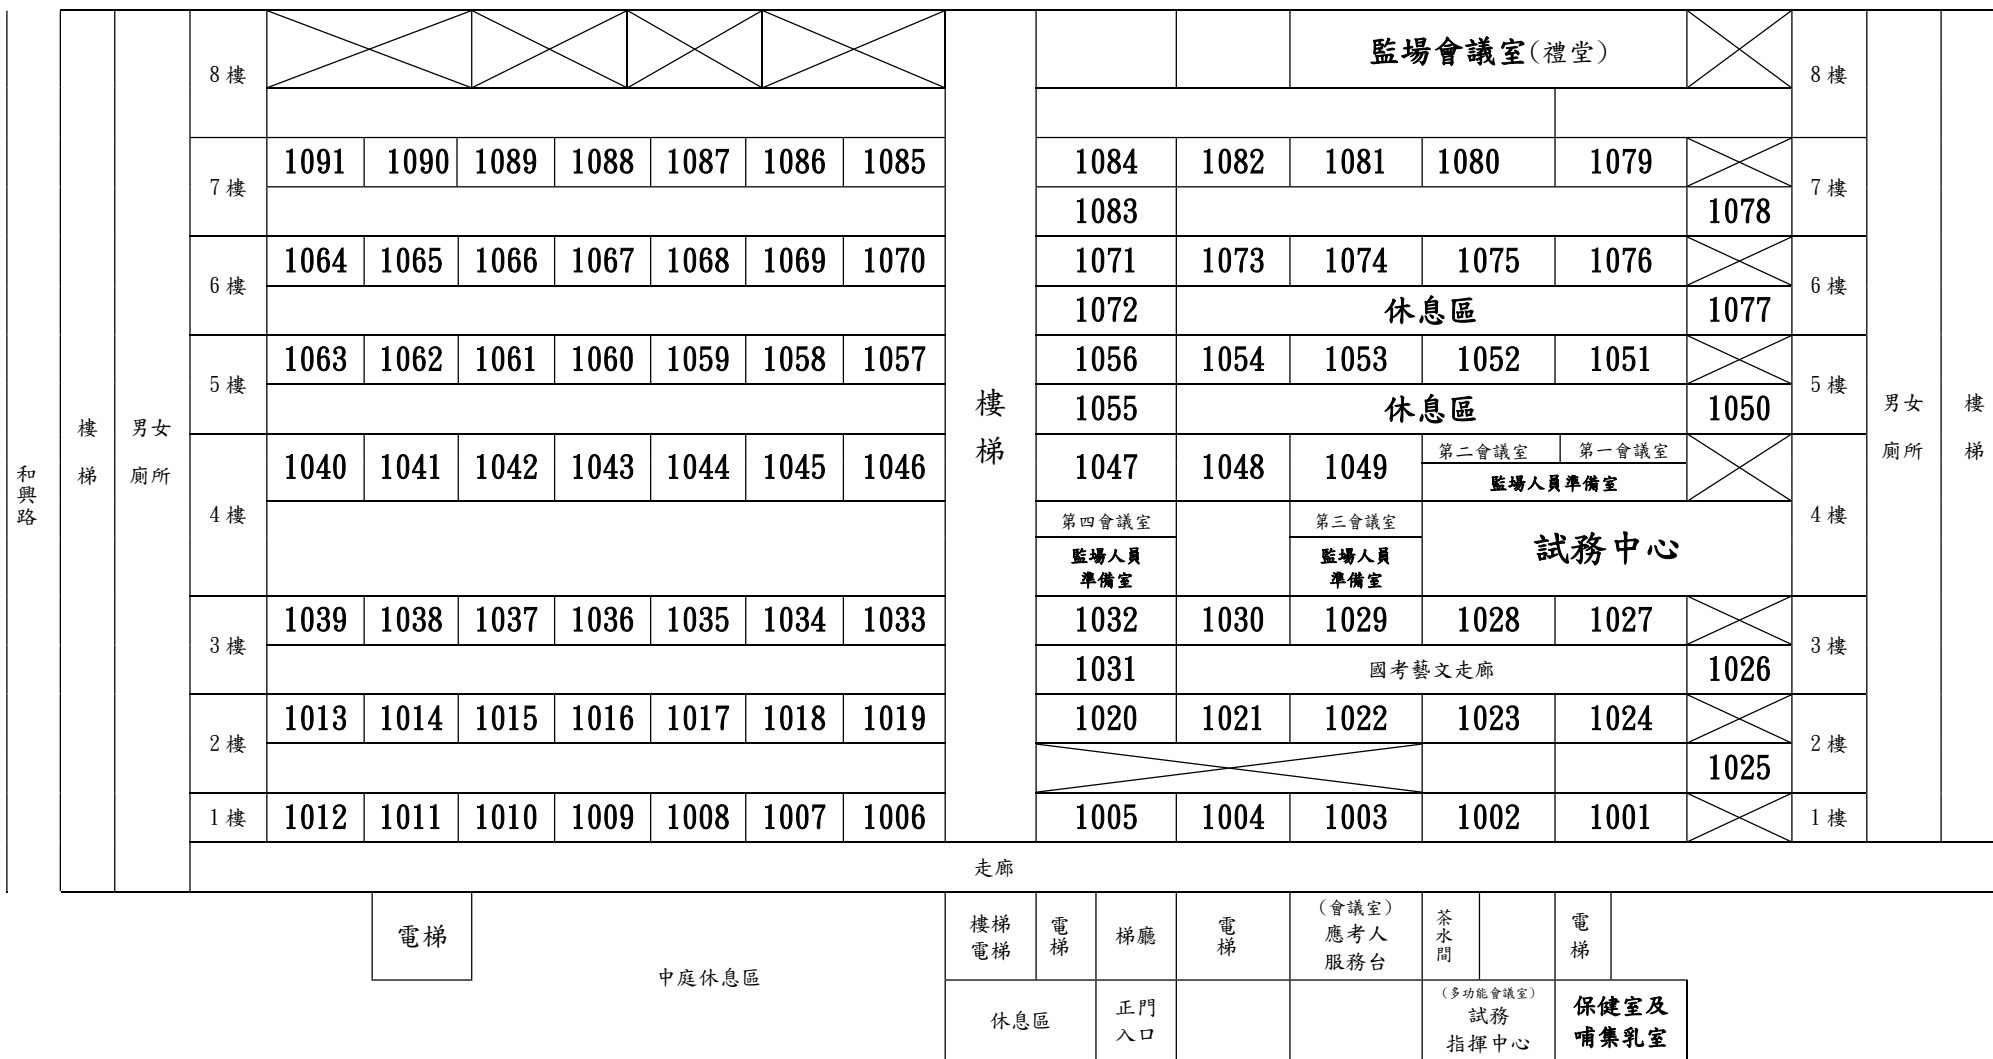 8樓 監場會議室(禮堂) 8樓
7樓 1091 1090 1089 1088 1087 1086 1085 1084 1082 1081 1080 1079 7樓
1083 1078
6樓 1064 1065 1066 1067 1068 1069 1070 1071 1073 1074 1075 1076 6樓
1072 休息區 1077
5樓 1063 1062 1061 1060 1059 1058 1057 1056 1054 1053 1052 1051 5樓
1055 休息區 1050
和興路
樓梯
男女廁所
樓梯
男女廁所
樓梯
4樓 1040 1041 1042 1043 1044 1045 1046 1047 1048 1049 第二會議室 第一會議室 4樓
監場人員準備室
第四會議室 第三會議室 試務中心
監場人員 監場人員
準備室 準備室
3樓 1039 1038 1037 1036 1035 1034 1033 1032 1030 1029 1028 1027 3樓
1031 國考藝文走廊 1026
2樓 1013 1014 1015 1016 1017 1018 1019 1020 1021 1022 1023 1024 2樓
1025
1樓 1012 1011 1010 1009 1008 1007 1006 1005 1004 1003 1002 1001 1樓
走廊
電梯
中庭休息區
樓梯
電梯
電梯
梯廳
電梯
(會議室)
應考人
服務台
茶水間
電梯
休息區
正門
入口
(多功能會議室)
試務
指揮中心
保健室及
哺集乳室